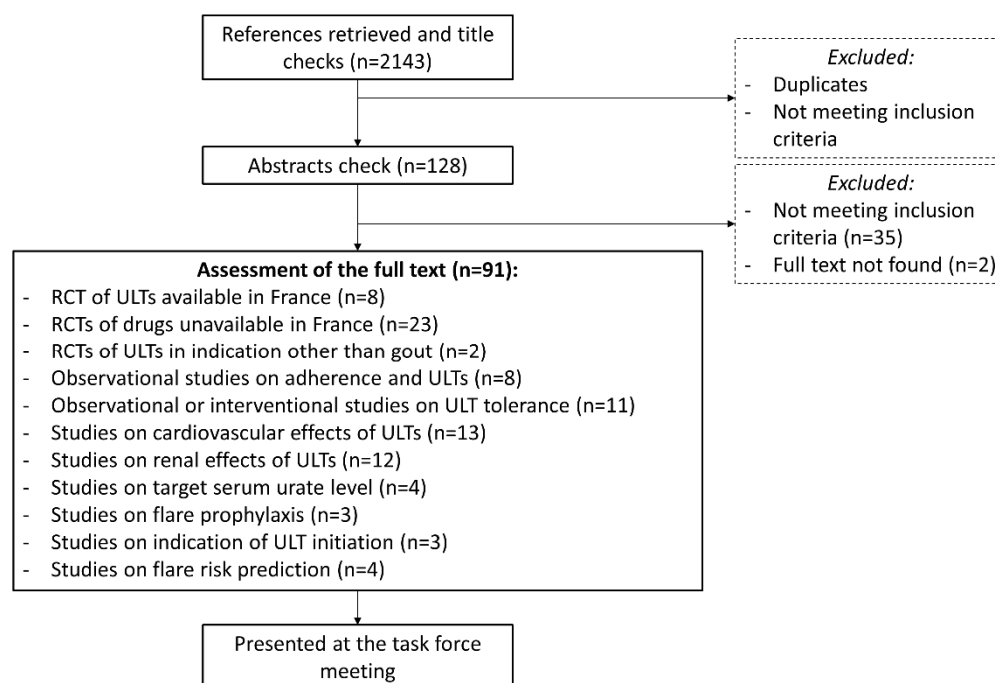 References retrieved and title
checks (n=2143)
Excluded:
- Duplicates
- Not meeting inclusion
criteria
Abstracts check (n=128)
Excluded:
- Not meeting inclusion
criteria (n=35)
- Full text not found (n=2)
Assessment of the full text (n=91):
- RCT of ULTs available in France (n=8)
- RCTs of drugs unavailable in France (n=23)
- RCTs of ULTs in indication other than gout (n=2)
- Observational studies on adherence and ULTs (n=8)
- Observational or interventional studies on ULT tolerance (n=11)
- Studies on cardiovascular effects of ULTs (n=13)
- Studies on renal effects of ULTs (n=12)
- Studies on target serum urate level (n=4)
- Studies on flare prophylaxis (n=3)
- Studies on indication of ULT initiation (n=3)
- Studies on flare risk prediction (n=4)
Presented at the task force
meeting